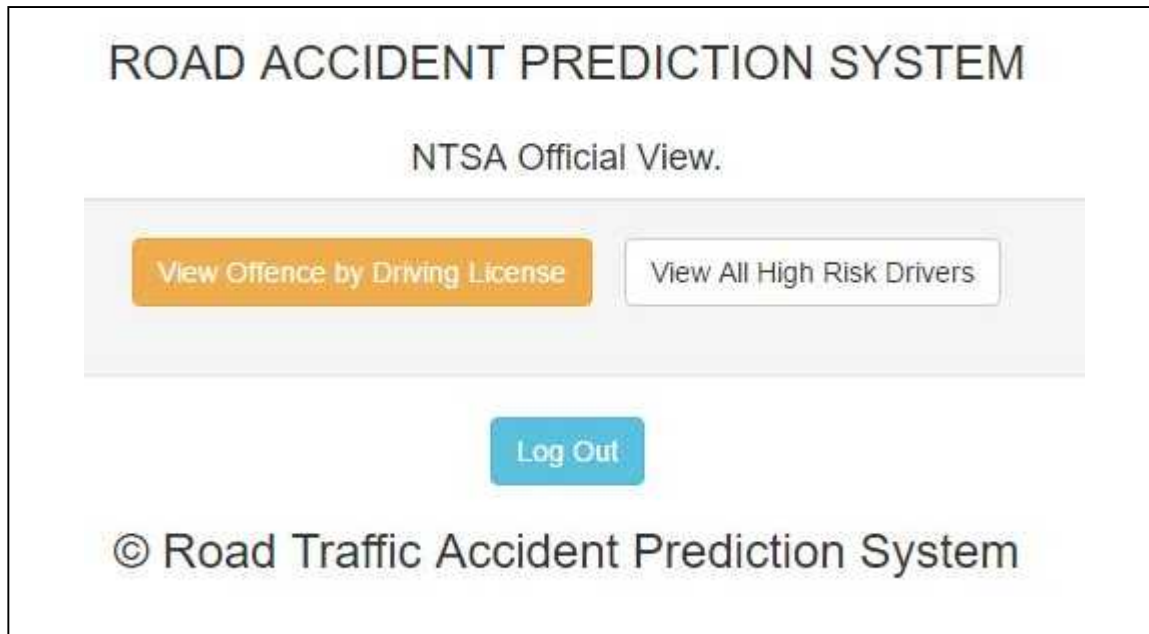 ROAD ACCIDENT PREDICTION SYSTEM
NTSA Official View.
View Offence by Driving License
View All High Risk Drivers
Log Out
© Road Traffic Accident Prediction System